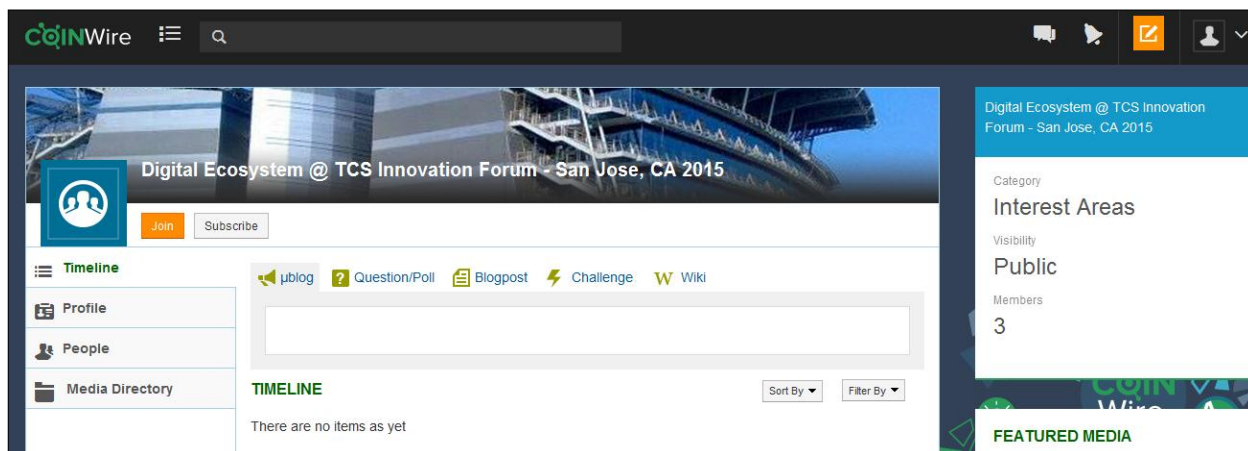 COINWire
Digital Ecosystem @ TCS Innovation Forum - San Jose, CA 2015
Join
Subscribe
Timeline
Profile
People
Media Directory
µblog
Question/Poll
Blogpost
Challenge
W Wiki
TIMELINE
Sort By
Filter By
There are no items as yet
Digital Ecosystem @ TCS Innovation
Forum - San Jose, CA 2015
Category
Interest Areas
Visibility
Public
Members
3
COIN
Wire
FEATURED MEDIA